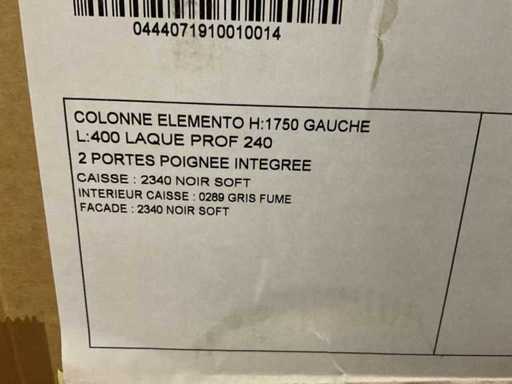 0444071910010014
COLONNE ELEMENTO H:1750 GAUCHE
L:400 LAQUE PROF 240
2 PORTES POIGNEE INTEGREE
CAISSE : 2340 NOIR SOFT
INTERIEUR CAISSE : 0289 GRIS FUME
FACADE : 2340 NOIR SOFT